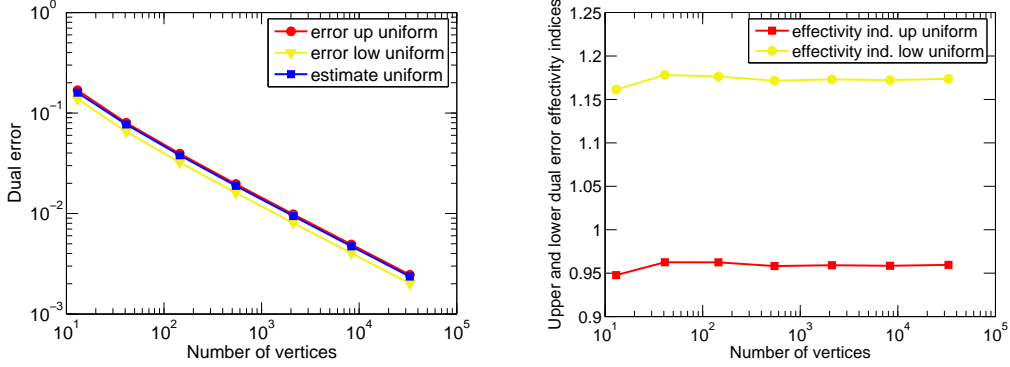 10^0
10^-1
10^-2
10^-3
Dual error
error up uniform
error low uniform
estimate uniform
10^1
10^2
10^3
10^4
10^5
Number of vertices
1.25
1.2
1.15
1.1
1.05
1
0.95
0.9
Upper and lower dual error effectivity indices
effectivity ind. up uniform
effectivity ind. low uniform
10^1
10^2
10^3
10^4
10^5
Number of vertices